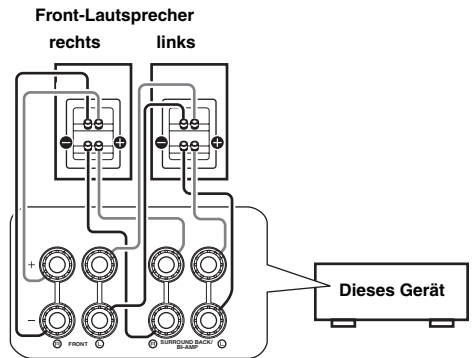 Front-Lautsprecher
rechts links
− + − +
+
Dieses Gerät
−
R FRONT L R SURROUND BACK/ L
BI-AMP